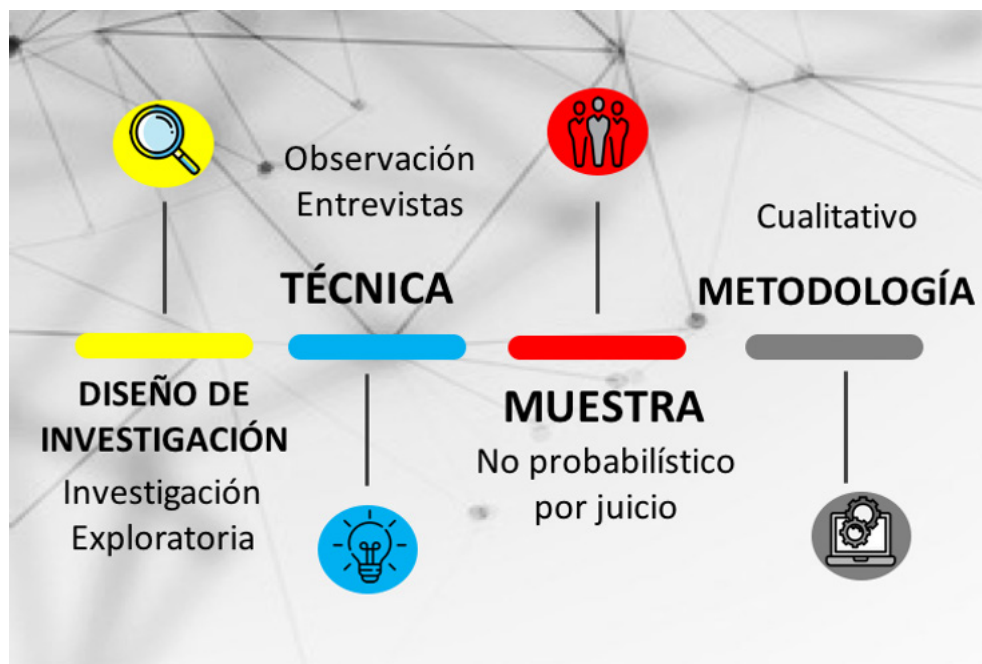 DISEÑO DE
INVESTIGACIÓN
Investigación
Exploratoria
Observación
Entrevistas
TÉCNICA
MUESTRA
No probabilístico
por juicio
Cualitativo
METODOLOGÍA